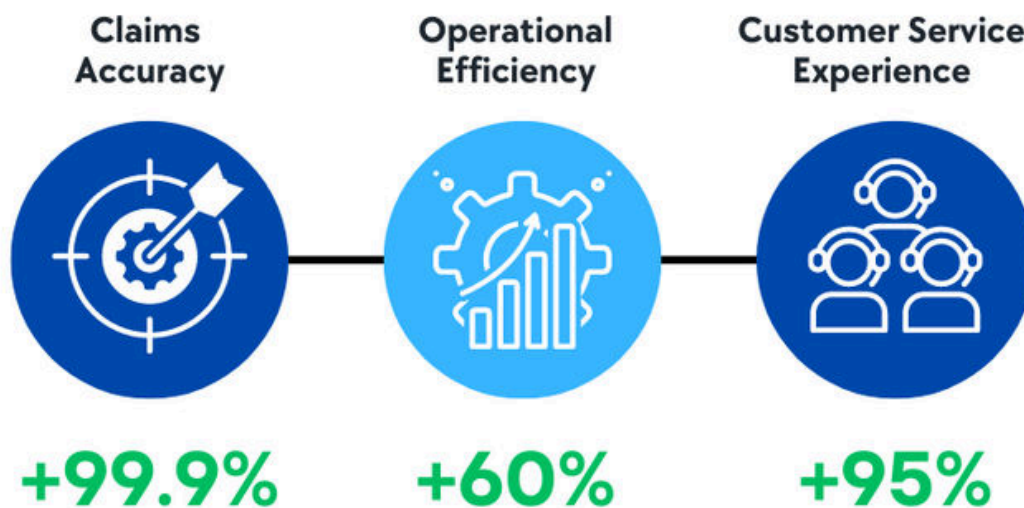 Claims
Accuracy
Operational
Efficiency
Customer Service
Experience
+99.9%
+60%
+95%